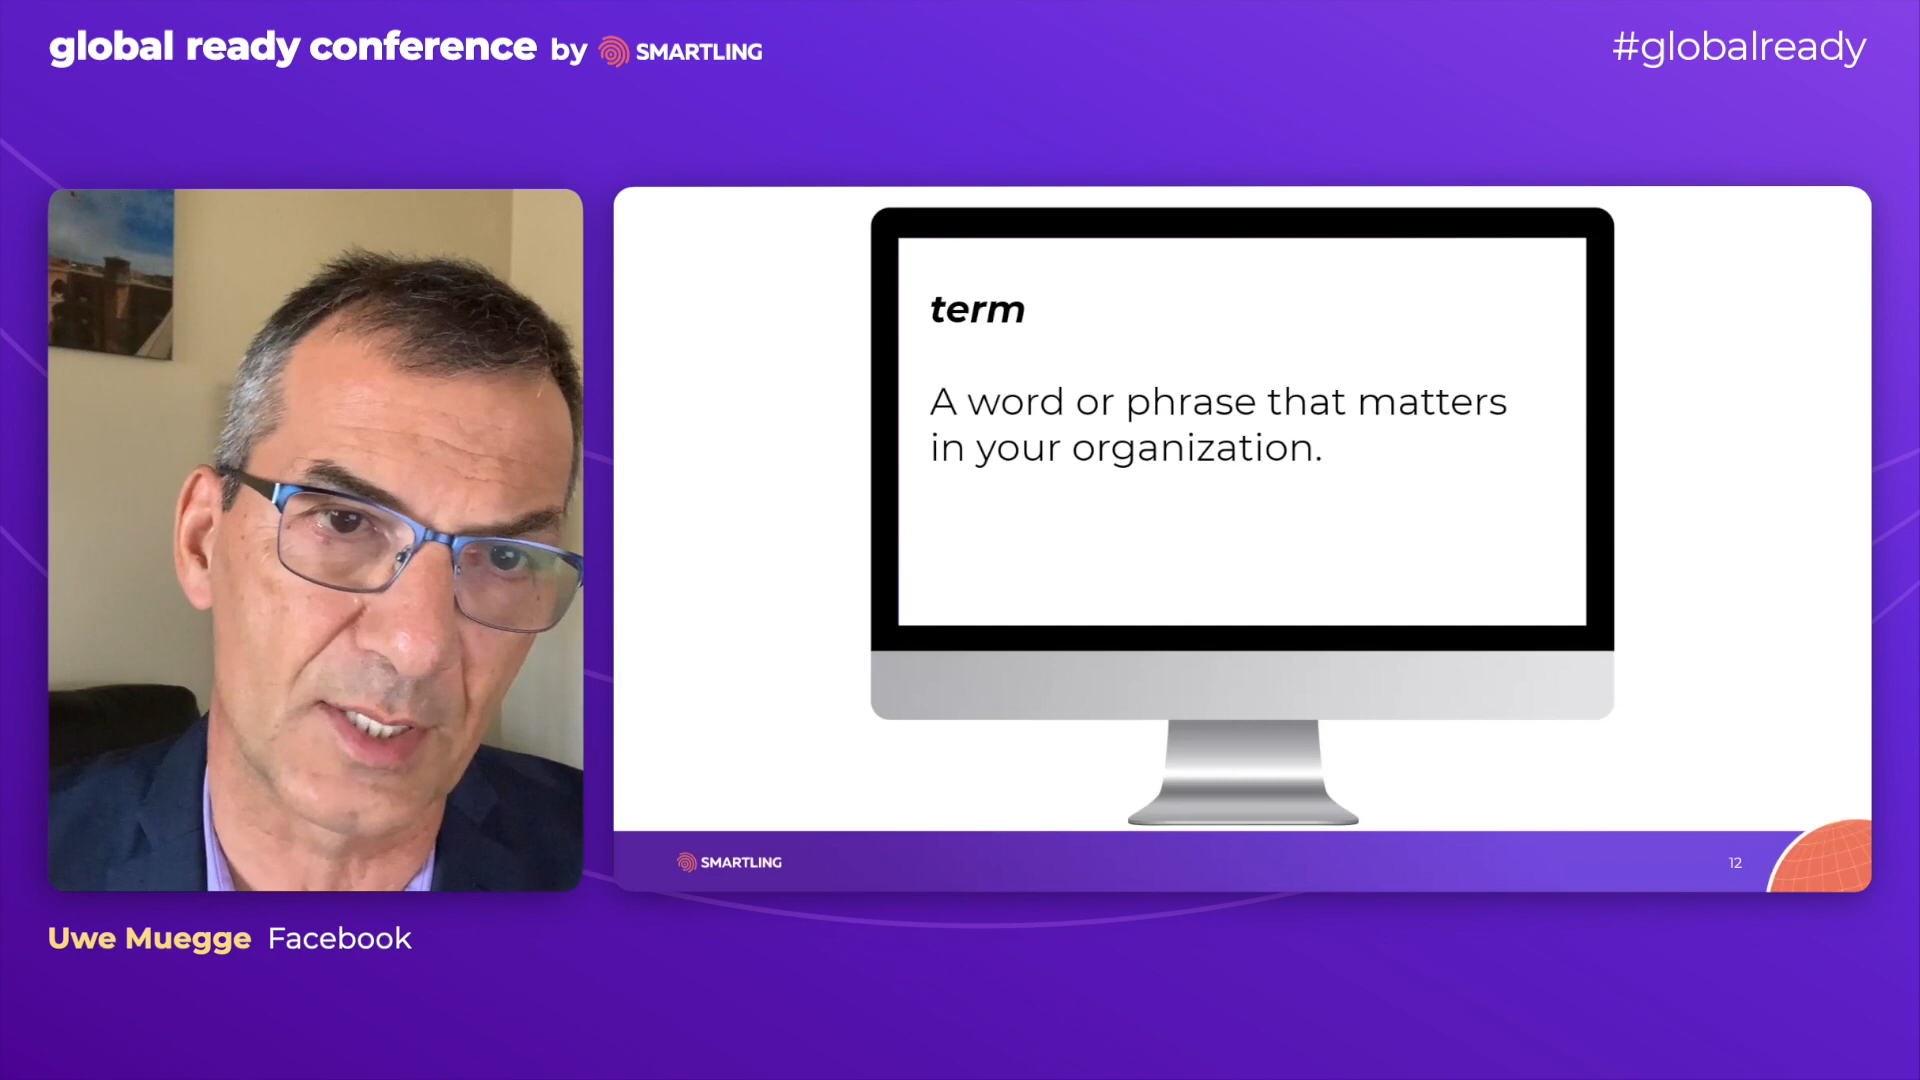 global ready conference by SMARTLING
#globalready
term
A word or phrase that matters
in your organization.
SMARTLING
12
Uwe Muegge Facebook